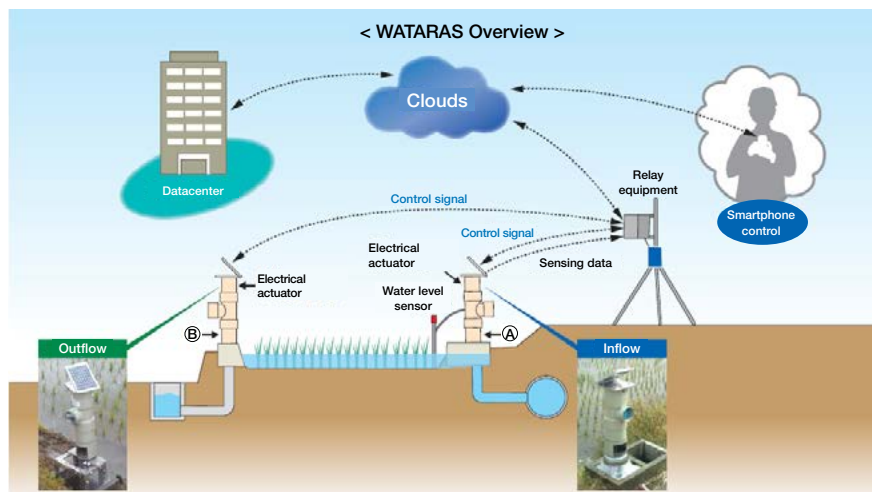 < WATARAS Overview >
Clouds
Datacenter
Relay
equipment
Smartphone
control
Control signal
Control signal
Electrical
actuator
Sensing data
Electrical
actuator
Water level
sensor
Ⓑ
Ⓐ
Outflow
Inflow